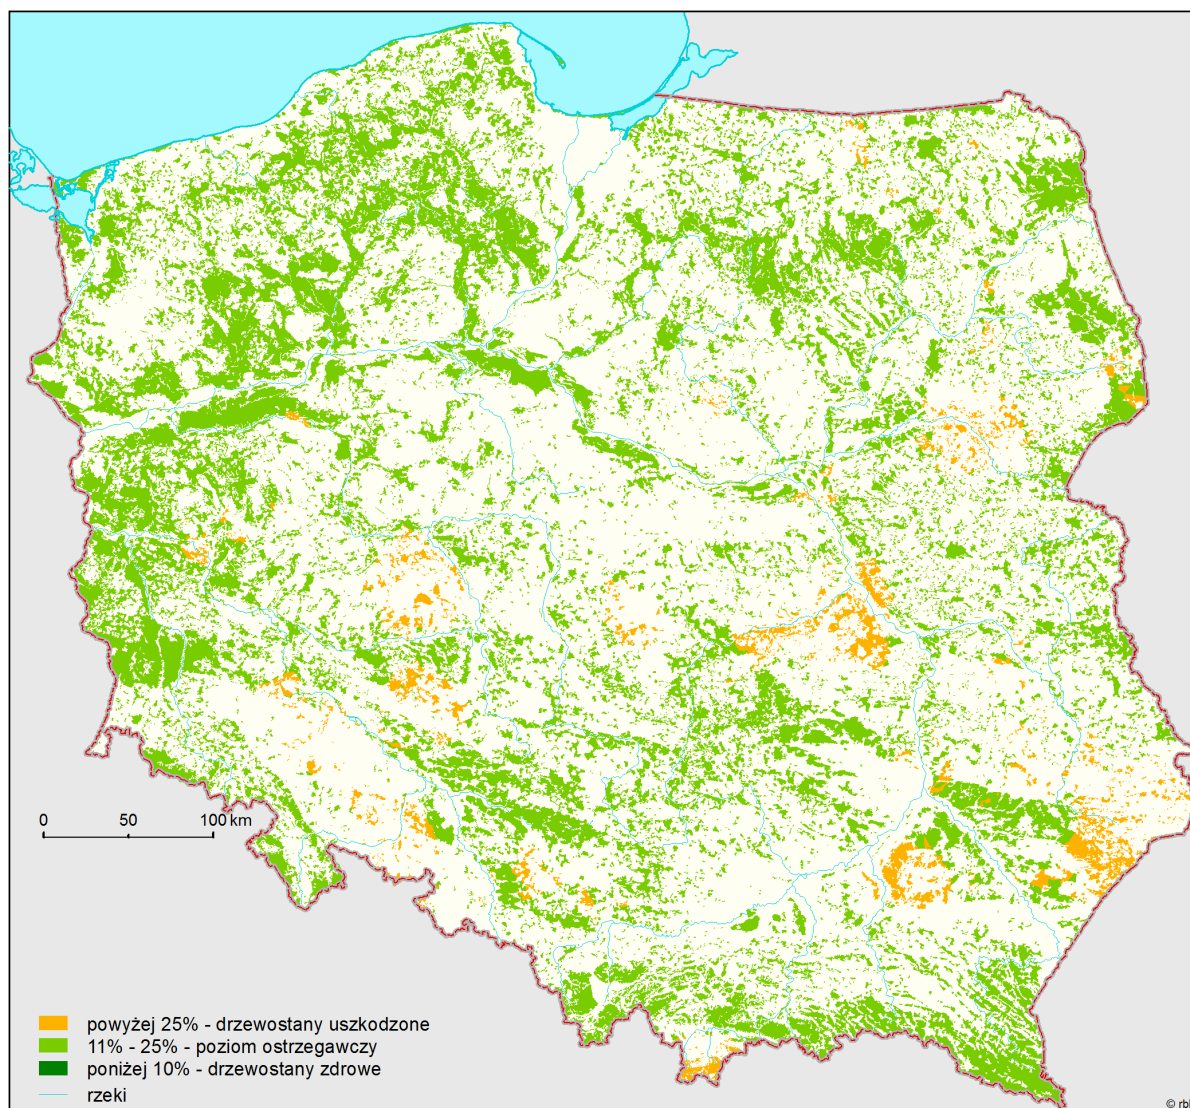 0 50 100 km
powyżej 25% - drzewostany uszkodzone
11% - 25% - poziom ostrzegawczy
poniżej 10% - drzewostany zdrowe
rzeki